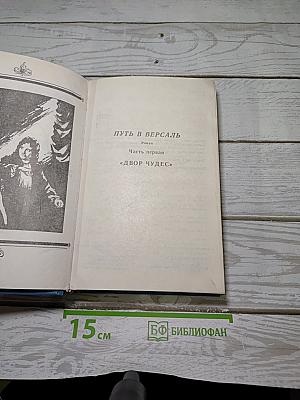 ПУТЬ В ВЕРСАЛЬ
Роман
Часть первая
«ДВОР ЧУДЕС»
15 см
БФ БИБЛИОФАН